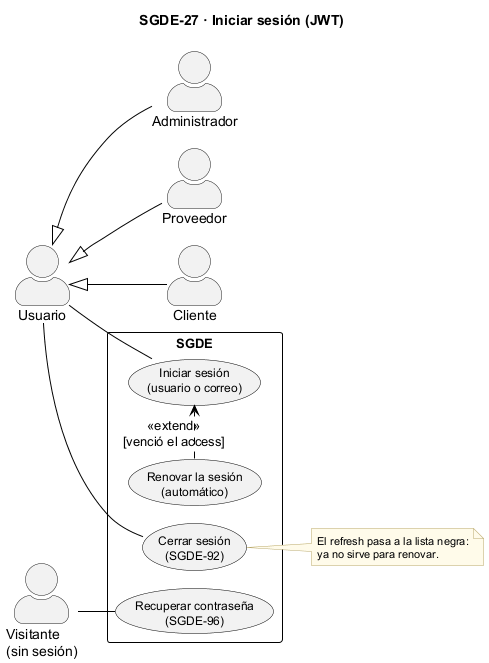 SGDE-27 · Iniciar sesión (JWT)
Administrador
Proveedor
Usuario
Cliente
SGDE
Iniciar sesión
(usuario o correo)
«extend»
[venció el access]
Renovar la sesión
(automático)
Cerrar sesión
(SGDE-92)
El refresh pasa a la lista negra:
ya no sirve para renovar.
Recuperar contraseña
(SGDE-96)
Visitante
(sin sesión)